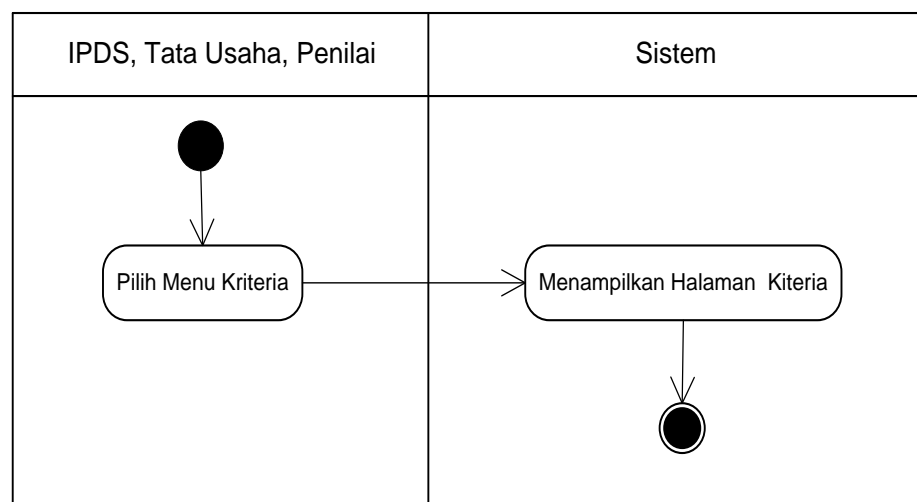 IPDS, Tata Usaha, Penilai
Sistem
Pilih Menu Kriteria
Menampilkan Halaman  Kiteria